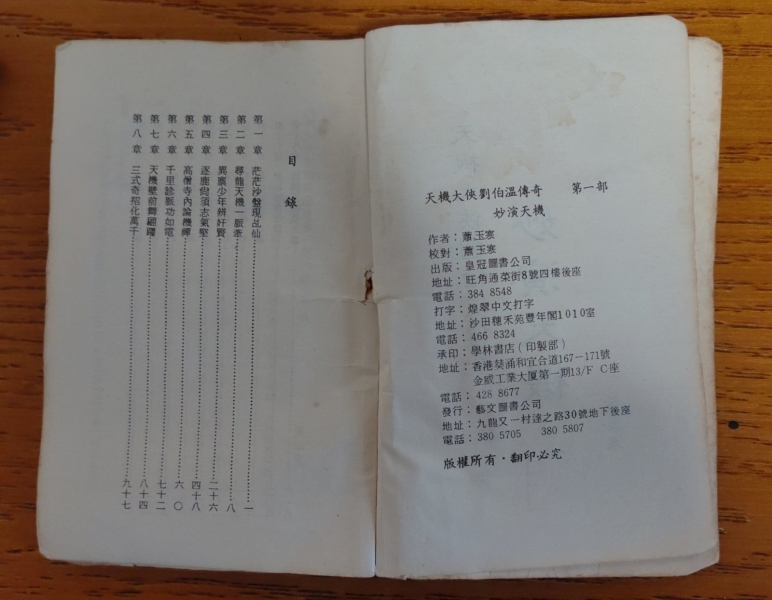 天機大俠劉伯溫傳奇 第一部
妙演天機
作者：蕭玉寒
校對：蕭玉寒
出版：皇冠圖書公司
地址：旺角通菜街8號四樓後座
電話：384 8548
打字：煌翠中文打字
地址：沙田穗禾苑豐年閣1010室
電話：466 8324
承印：學林書店（印製部）
地址：香港葵涌和宜合道167－171號
金威工業大廈第一期13/F C座
電話：428 8677
發行：藝文圖書公司
地址：九龍又一村達之路30號地下後座
電話：380 5705 380 5807
版權所有·翻印必究
目錄
第一章 茫茫沙盤現乩仙 一
第二章 尋龍天機一脈牽 八
第三章 異稟少年辨奸賢 二十六
第四章 逐鹿尚須志氣堅 四十八
第五章 高僧寺內論機禪 六〇
第六章 千里診脈功如電 七十二
第七章 天機壁前舞翩躚 八十四
第八章 三式奇招化萬千 九十七